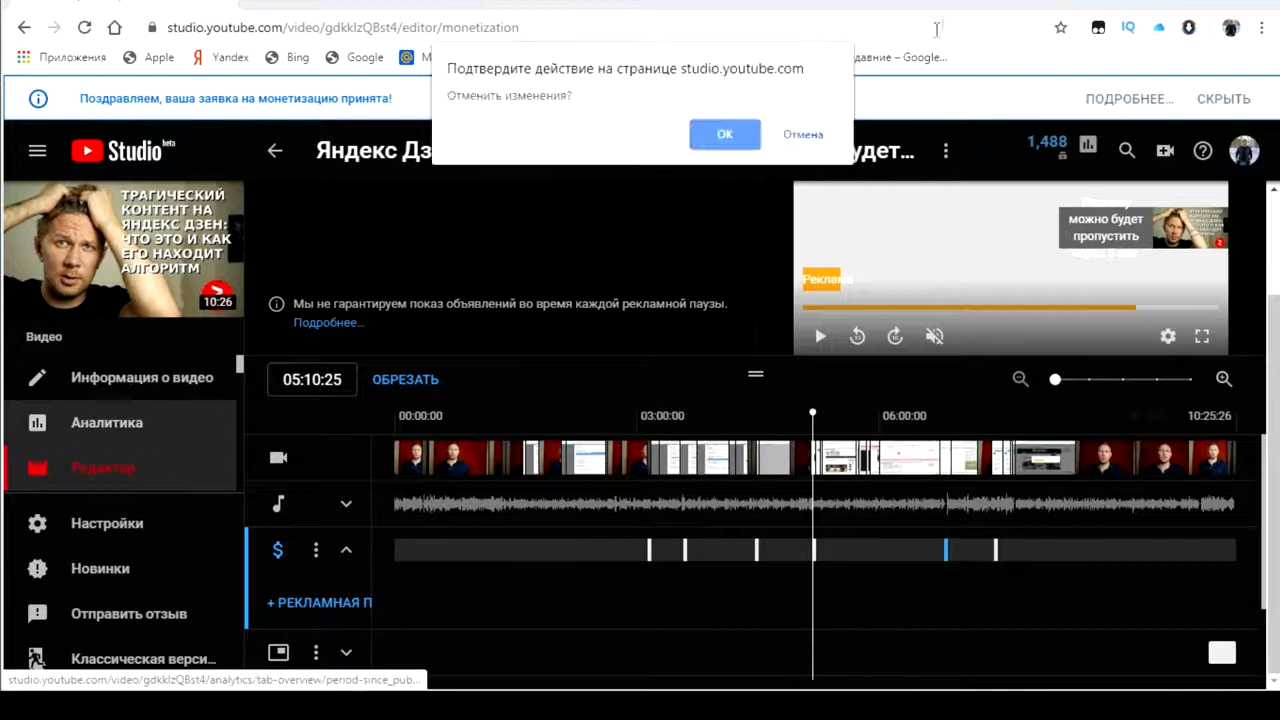 studio.youtube.com/video/gdkklzQBst4/editor/monetization
Приложения
Apple
Yandex
Bing
Google
Подтвердите действие на странице studio.youtube.com
Отменить изменения?
ОК
Отмена
давние – Google...
Поздравляем, ваша заявка на монетизацию принята!
ПОДРОБНЕЕ...
СКРЫТЬ
Studio beta
Яндекс Дз
удет...
1,488
ТРАГИЧЕСКИЙ
КОНТЕНТ НА
ЯНДЕКС ДЗЕН:
ЧТО ЭТО И КАК
ЕГО НАХОДИТ
АЛГОРИТМ
10:26
можно будет
пропустить
Реклама
Мы не гарантируем показ объявлений во время каждой рекламной паузы.
Подробнее...
Видео
Информация о видео
Аналитика
Редактор
Настройки
Новинки
Отправить отзыв
Классическая верси...
05:10:25
ОБРЕЗАТЬ
00:00:00
03:00:00
06:00:00
10:25:26
+ РЕКЛАМНАЯ П
studio.youtube.com/video/gdkklzQBst4/analytics/tab-overview/period-since_pub...